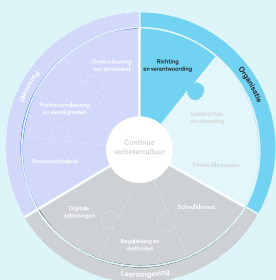 Ondersteuning
van personeel
Richting
en verantwoording
Personeel
Organisatie
Professionalisering
en vaardigheden
Leiderschap
en uitvoering
Continue
verbetercultuur
Personeelsbeleid
Financiële keuzes
Digitale
oplossingen
Schoolklimaat
Begeleiding en
methoden
Leeromgeving